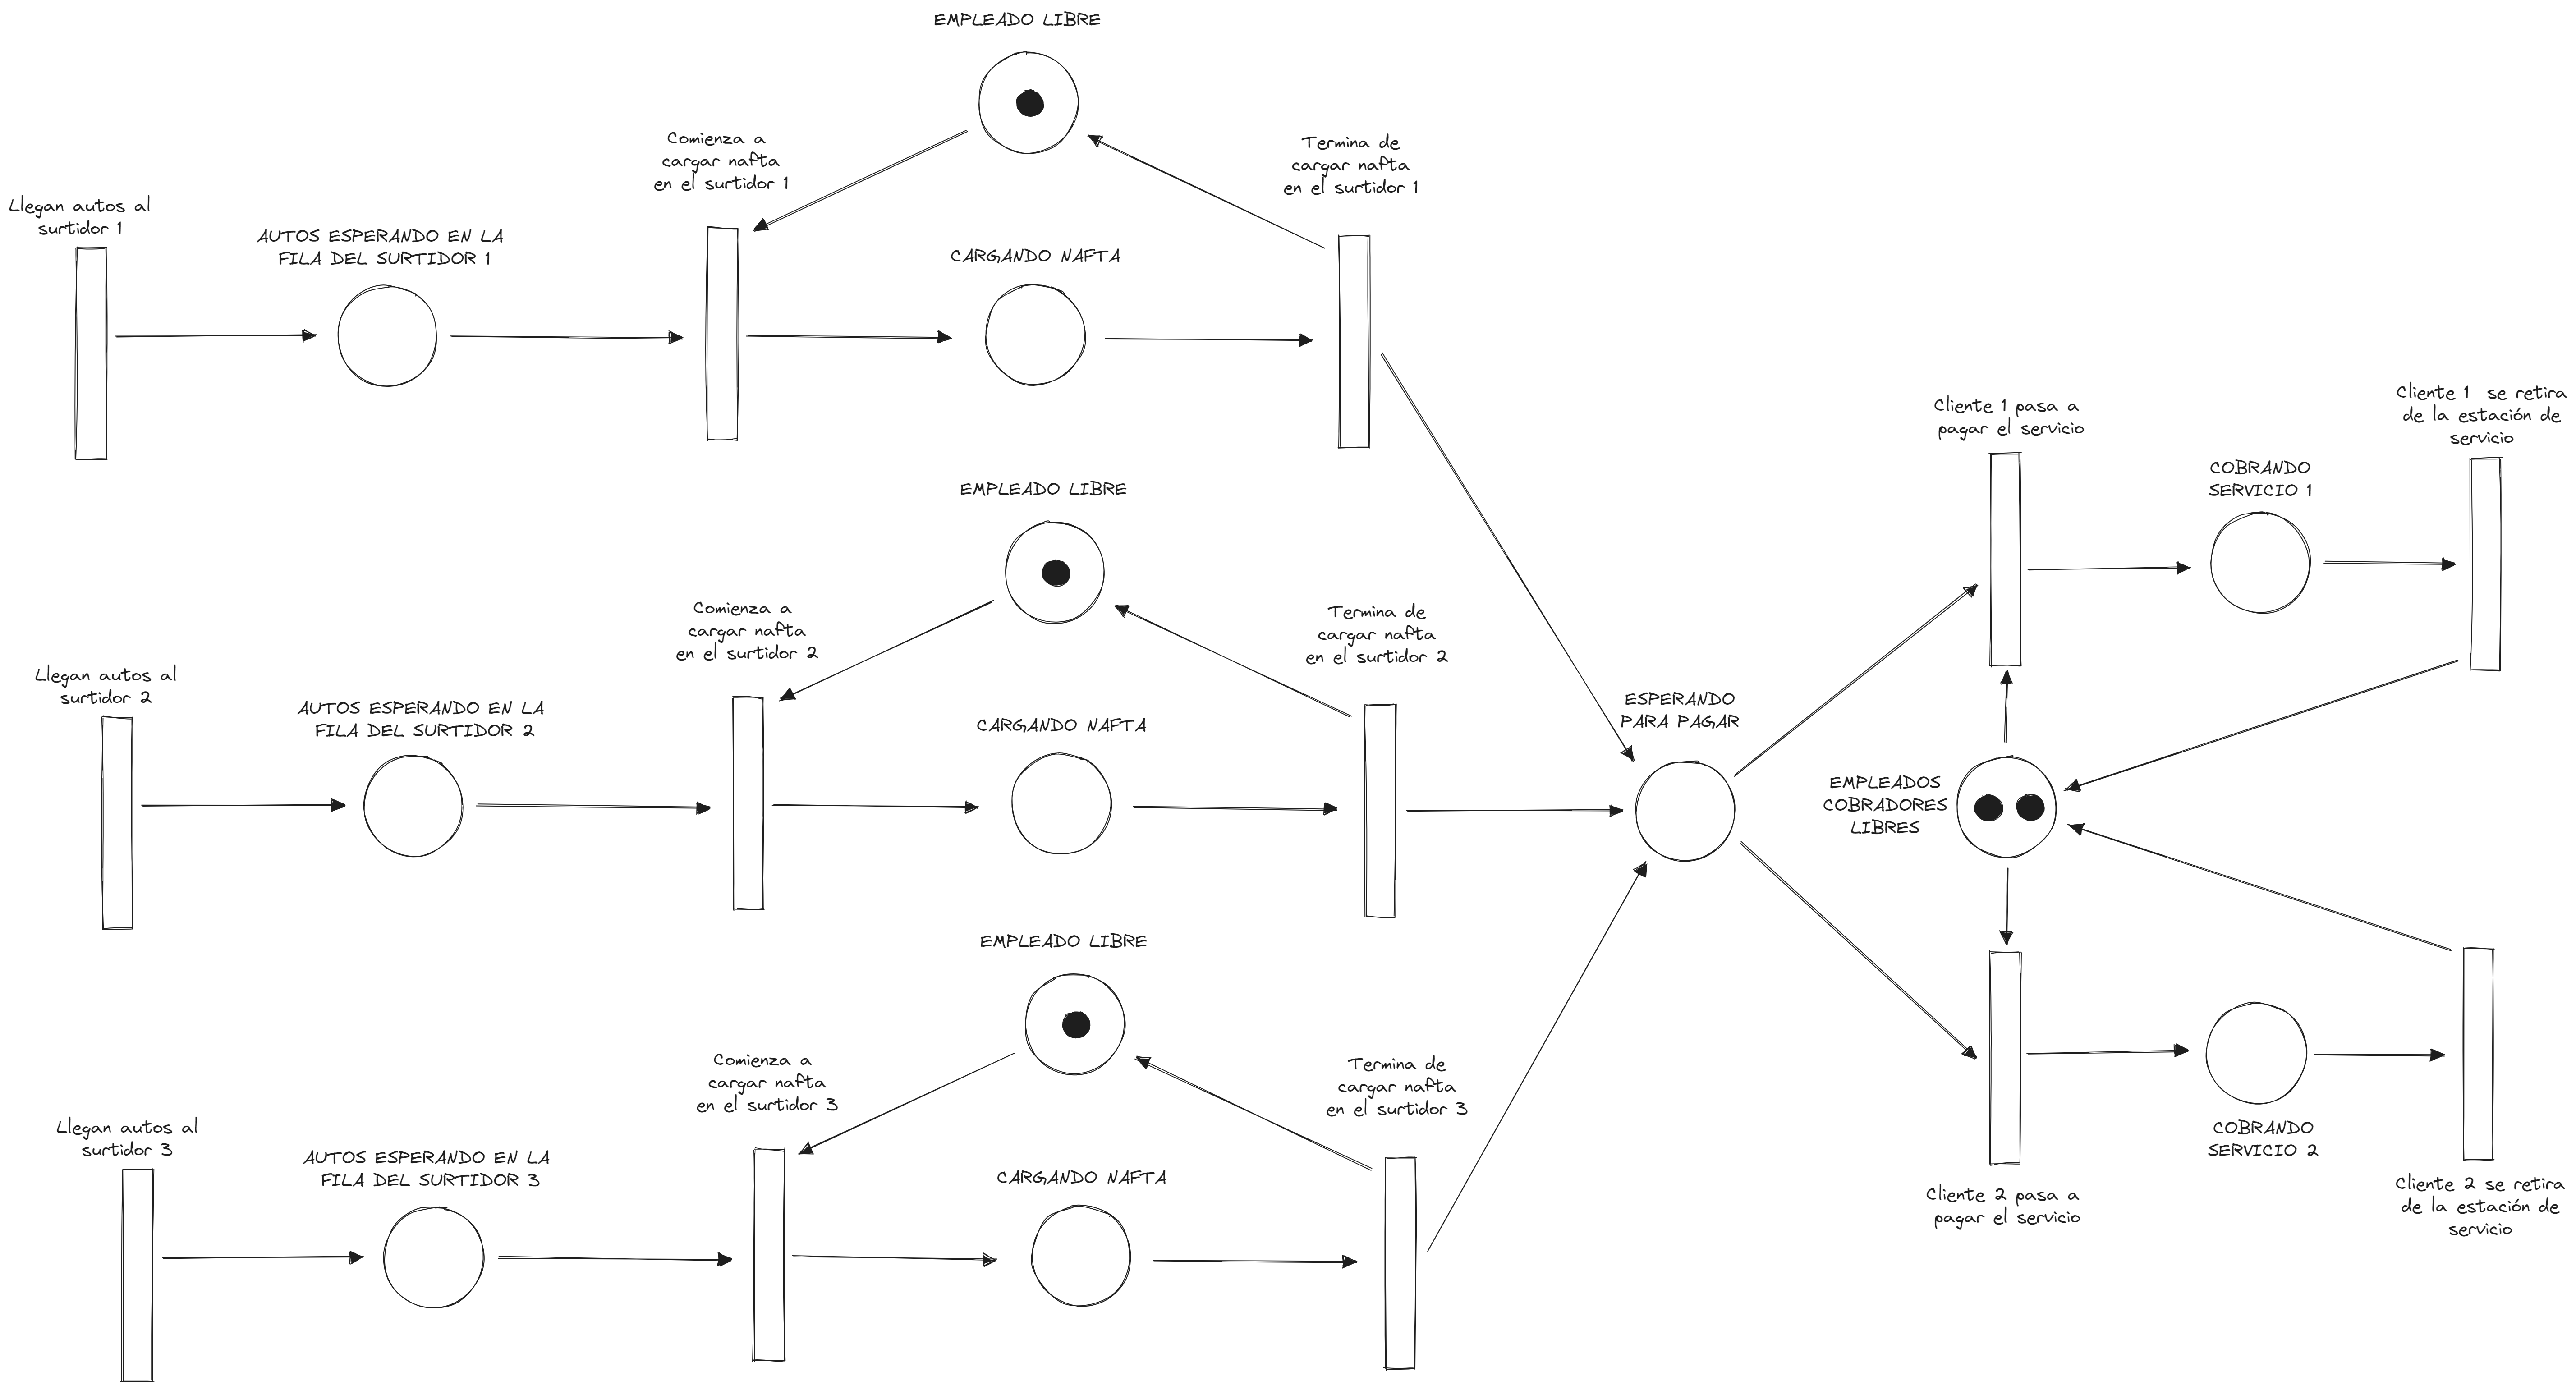 EMPLEADO LIBRE
Comienza a
cargar nafta
en el surtidor 1
Termina de
cargar nafta
en el surtidor 1
Llegan autos al
surtidor 1
AUTOS ESPERANDO EN LA
FILA DEL SURTIDOR 1
CARGANDO NAFTA
EMPLEADO LIBRE
Comienza a
cargar nafta
en el surtidor 2
Termina de
cargar nafta
en el surtidor 2
Llegan autos al
surtidor 2
AUTOS ESPERANDO EN LA
FILA DEL SURTIDOR 2
CARGANDO NAFTA
EMPLEADO LIBRE
Comienza a
cargar nafta
en el surtidor 3
Termina de
cargar nafta
en el surtidor 3
Llegan autos al
surtidor 3
AUTOS ESPERANDO EN LA
FILA DEL SURTIDOR 3
CARGANDO NAFTA
ESPERANDO
PARA PAGAR
Cliente 1 pasa a
pagar el servicio
COBRANDO
SERVICIO 1
Cliente 1 se retira
de la estación de
servicio
EMPLEADOS
COBRADORES
LIBRES
Cliente 2 pasa a
pagar el servicio
COBRANDO
SERVICIO 2
Cliente 2 se retira
de la estación de
servicio